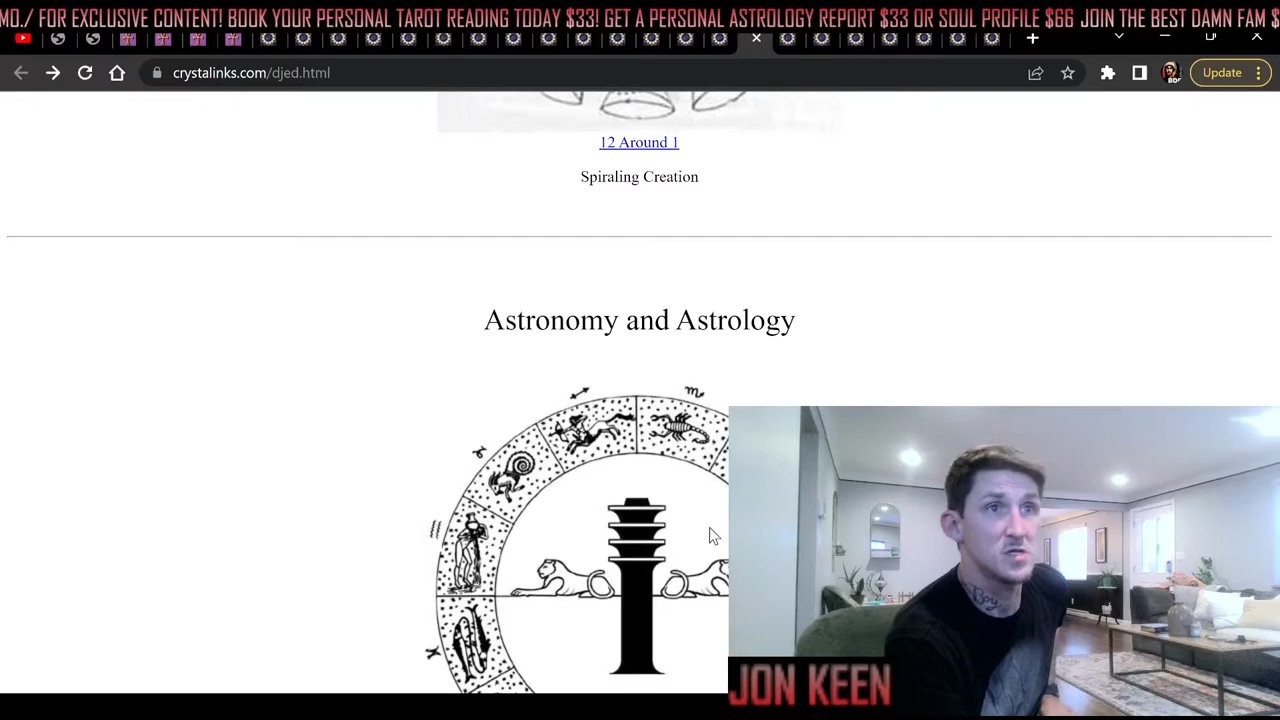 MO./ FOR EXCLUSIVE CONTENT! BOOK YOUR PERSONAL TAROT READING TODAY $33! GET A PERSONAL ASTROLOGY REPORT $33 OR SOUL PROFILE $66 JOIN THE BEST DAMN FAM $
crystalinks.com/djed.html
Update
12 Around 1
Spiraling Creation
Astronomy and Astrology
Boy
JON KEEN